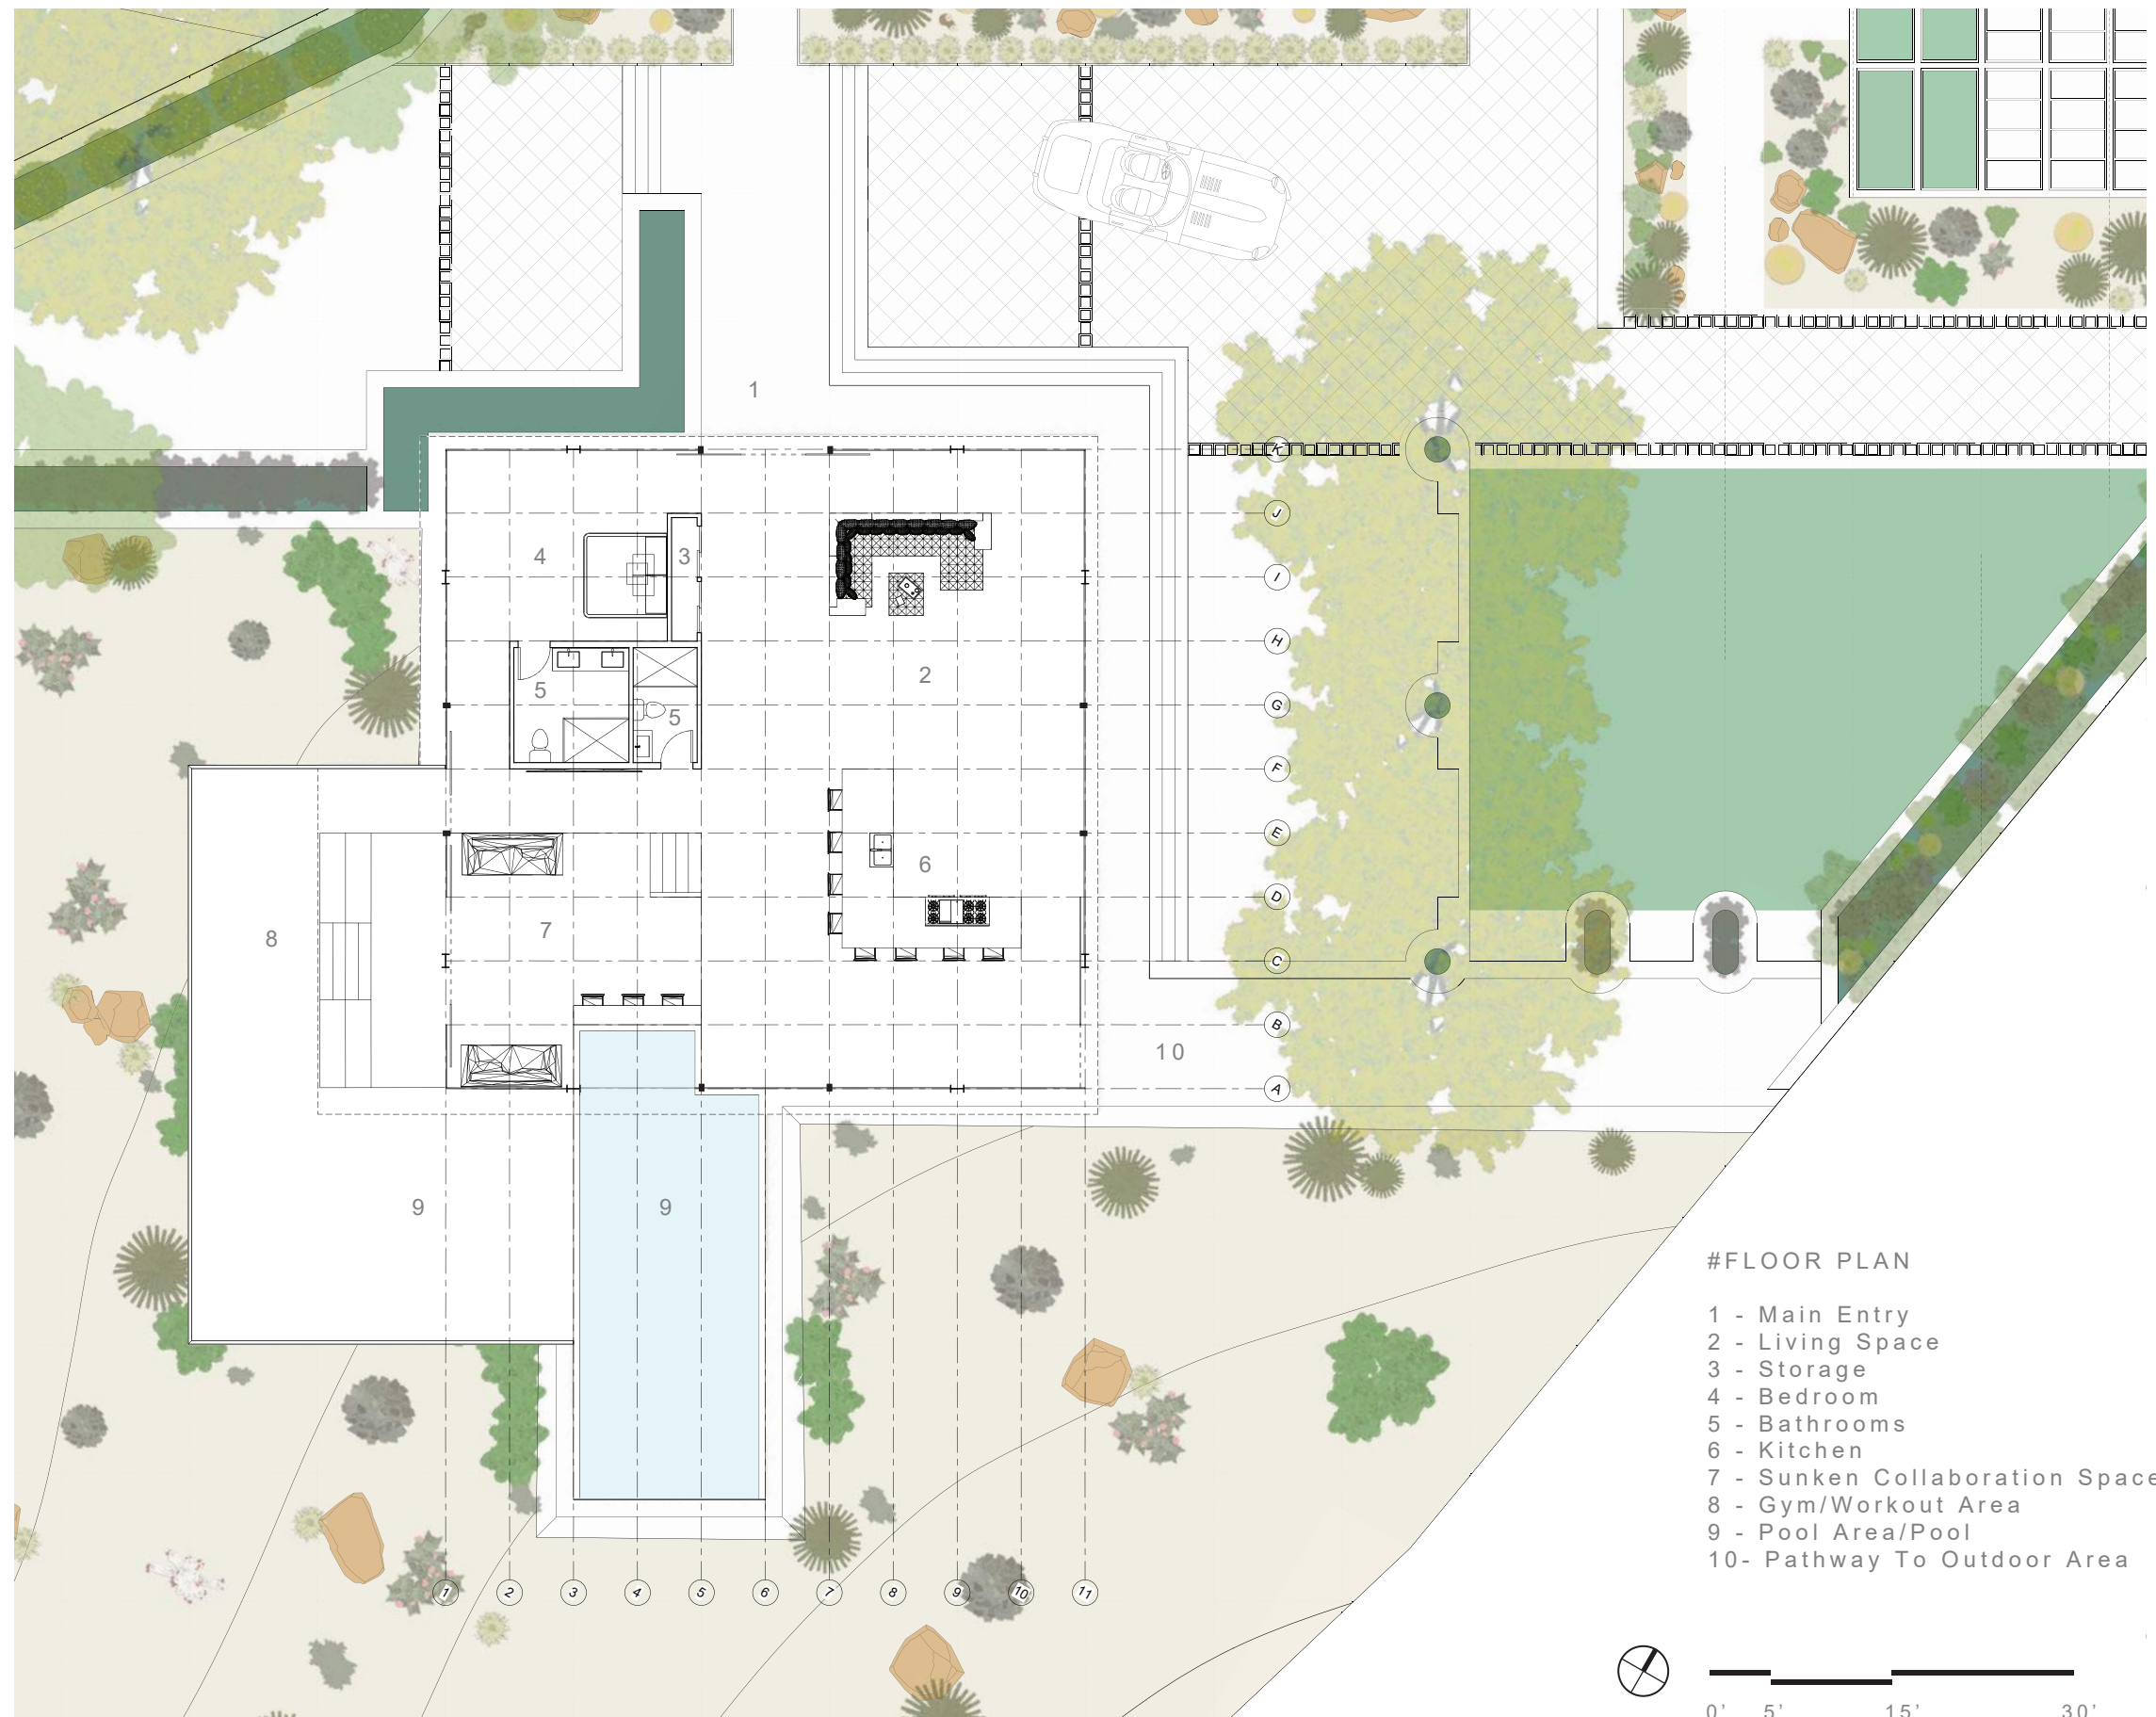 1
K
J
4
3
I
H
2
5
G
5
F
E
6
D
7
8
C
B
10
A
9
9
#FLOOR PLAN
1 - Main Entry
2 - Living Space
3 - Storage
4 - Bedroom
5 - Bathrooms
6 - Kitchen
7 - Sunken Collaboration Space
8 - Gym/Workout Area
9 - Pool Area/Pool
10- Pathway To Outdoor Area
1 2 3 4 5 6 7 8 9 10 11
0' 5' 15' 30'